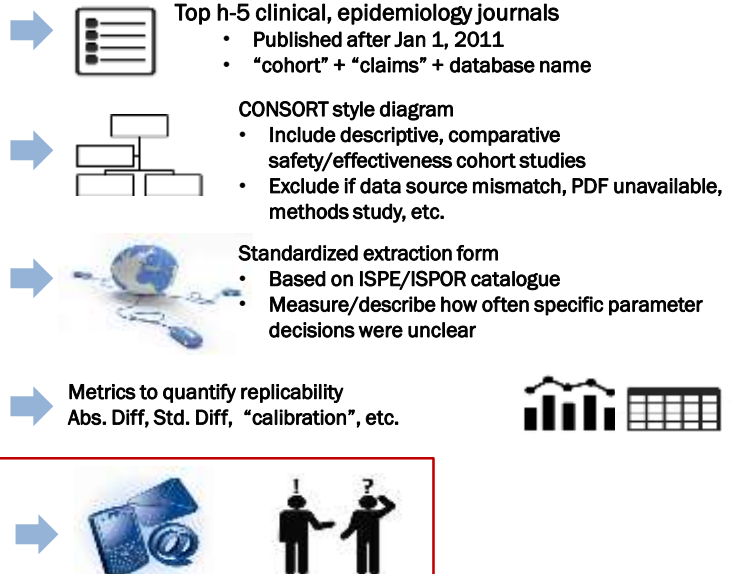 Top h-5 clinical, epidemiology journals
• Published after Jan 1, 2011
• “cohort” + “claims” + database name
CONSORT style diagram
• Include descriptive, comparative
safety/effectiveness cohort studies
• Exclude if data source mismatch, PDF unavailable,
methods study, etc.
Standardized extraction form
• Based on ISPE/ISPOR catalogue
• Measure/describe how often specific parameter
decisions were unclear
Metrics to quantify replicability
Abs. Diff, Std. Diff, “calibration”, etc.
! ?
@